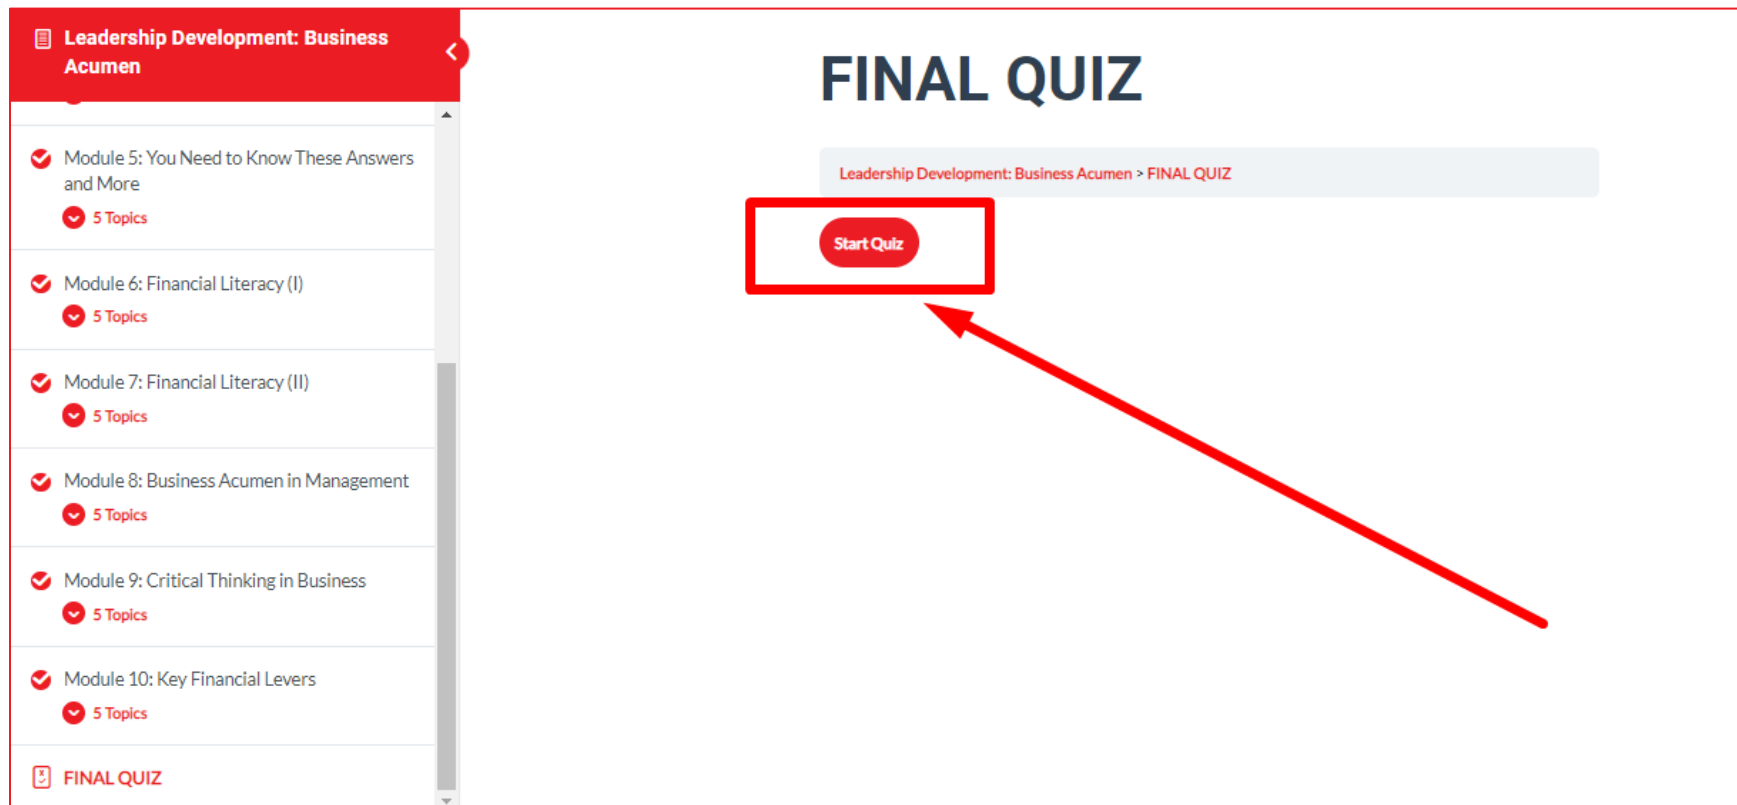 Leadership Development: Business
Acumen
Module 5: You Need to Know These Answers
and More
5 Topics
Module 6: Financial Literacy (I)
5 Topics
Module 7: Financial Literacy (II)
5 Topics
Module 8: Business Acumen in Management
5 Topics
Module 9: Critical Thinking in Business
5 Topics
Module 10: Key Financial Levers
5 Topics
FINAL QUIZ
FINAL QUIZ
Leadership Development: Business Acumen > FINAL QUIZ
Start Quiz